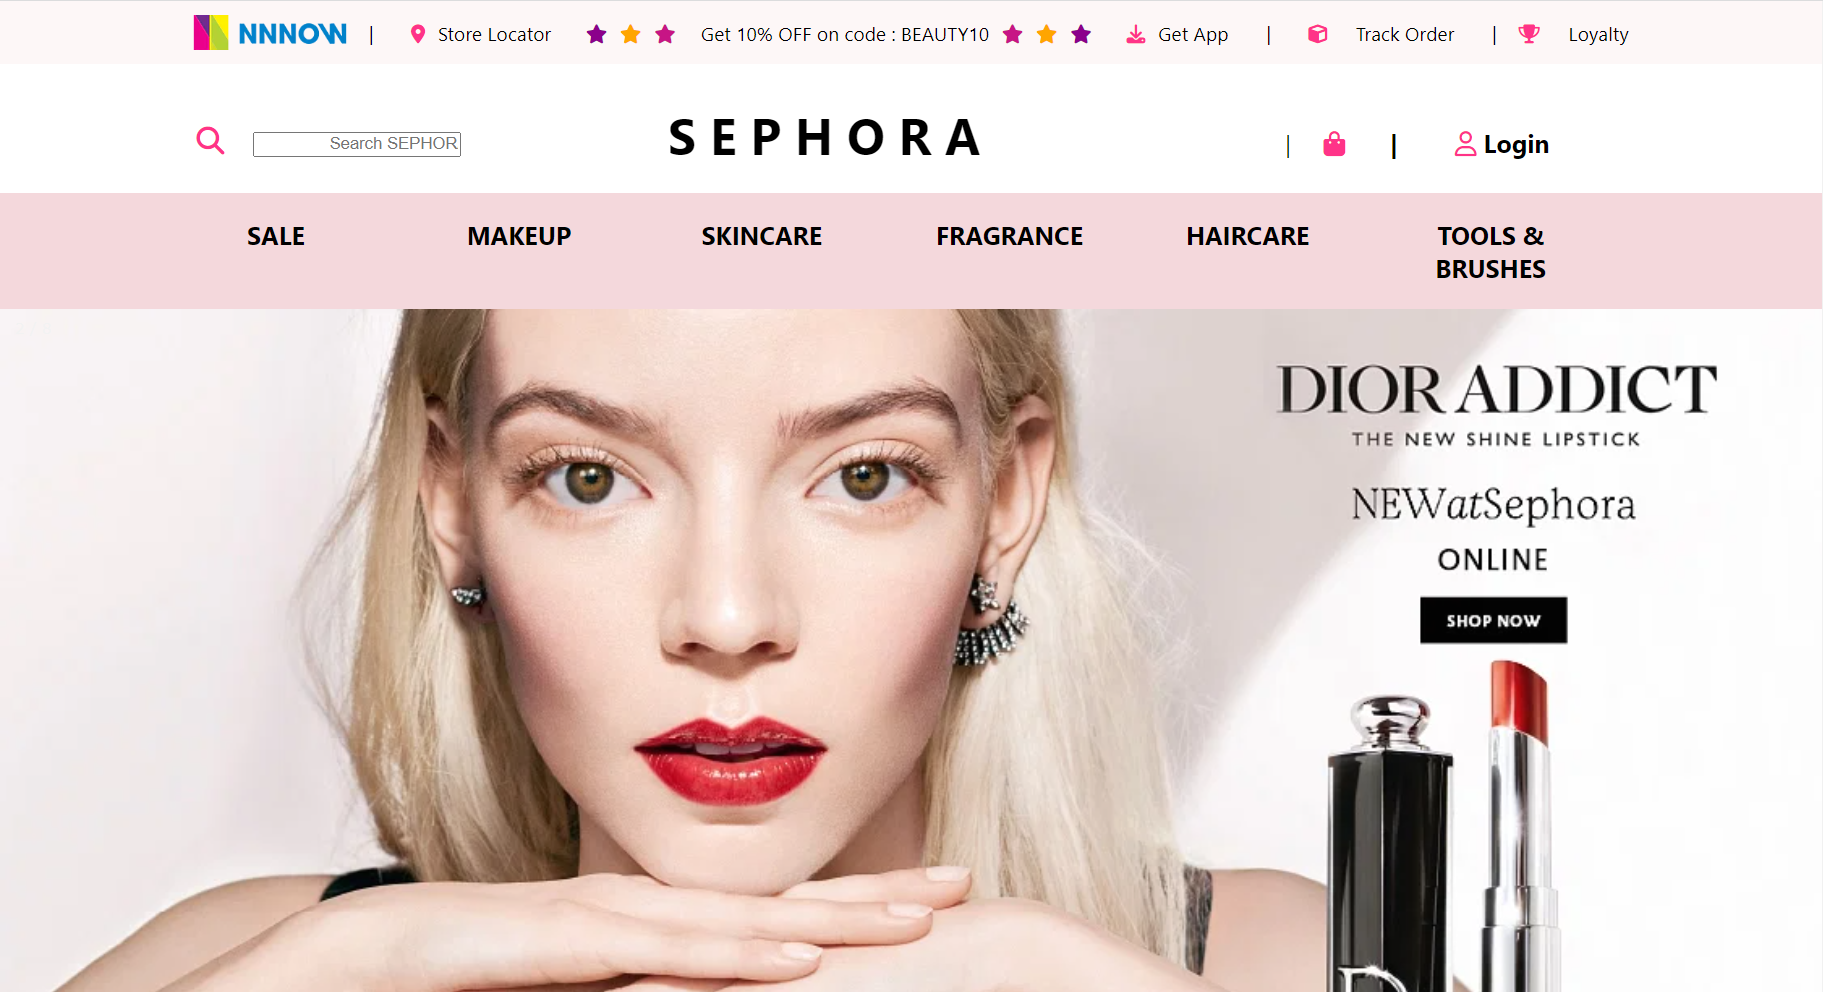 NNNOW | Store Locator Get 10% OFF on code : BEAUTY10 Get App | Track Order | Loyalty
Search SEPHOR SEPHORA | | Login
SALE MAKEUP SKINCARE FRAGRANCE HAIRCARE TOOLS &
BRUSHES
DIOR ADDICT
THE NEW SHINE LIPSTICK
NEWatSephora
ONLINE
SHOP NOW